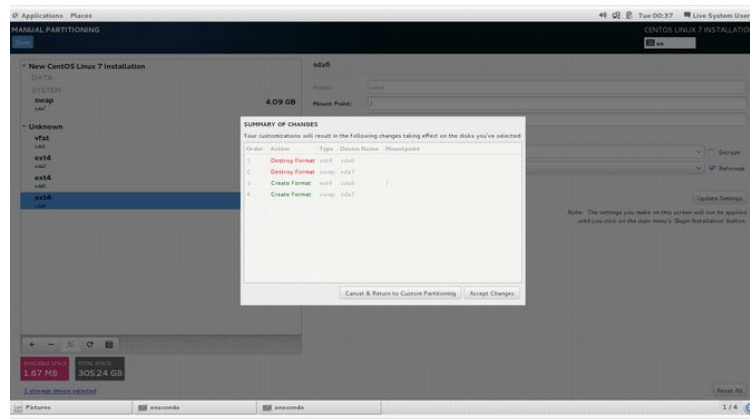 Applications Places
Tue 00:37 Live System User
MANUAL PARTITIONING
CENTOS LINUX 7 INSTALLATIO
Done
us
New CentOS Linux 7 Installation
DATA
SYSTEM
swap
4.09 GB
sda7
Unknown
vfat
ext4
ext4
ext4
sda6
sda6
Mount Point: /
Encrypt
Reformat
Update Settings
Note: The settings you make on this screen will not be applied
until you click on the main menu's 'Begin Installation' button.
SUMMARY OF CHANGES
Your customizations will result in the following changes taking effect on the disks you've selected:
Order Action Type Device Name Mountpoint
1 Destroy Format ext4 sda6
2 Destroy Format swap sda7
3 Create Format ext4 sda6 /
4 Create Format swap sda7
Cancel & Return to Custom Partitioning
Accept Changes
AVAILABLE SPACE
1.87 MB
TOTAL SPACE
305.24 GB
1 storage device selected
Reset All
Pictures
anaconda
anaconda
1 / 4